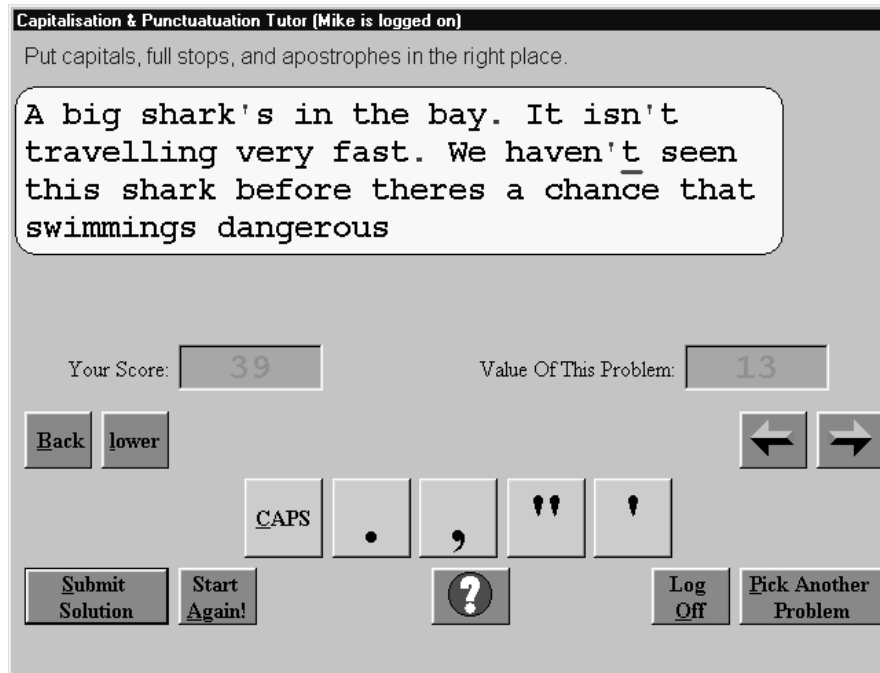 Capitalisation & Punctuatuation Tutor (Mike is logged on)
Put capitals, full stops, and apostrophes in the right place.
A big shark's in the bay. It isn't
travelling very fast. We haven't seen
this shark before theres a chance that
swimmings dangerous
Your Score: 39 Value Of This Problem: 13
Back lower
CAPS . , " '
Submit Solution Start Again! ? Log Off Pick Another Problem